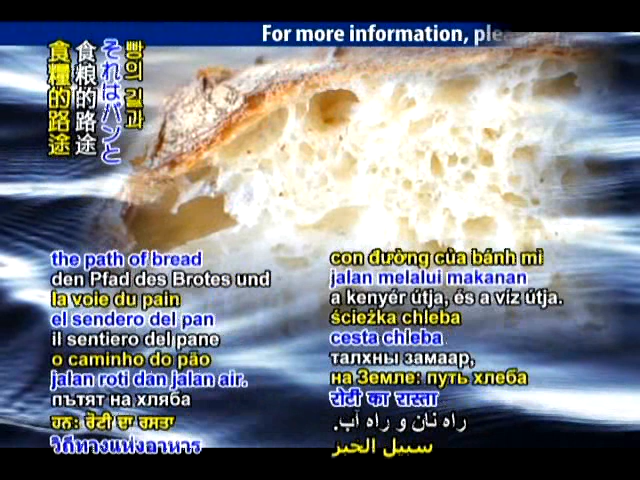 For more information, ple
食糧的路途
食粮的路途
それはパンと
빵의 길과
the path of bread
den Pfad des Brotes und
la voie du pain
el sendero del pan
il sentiero del pane
o caminho do pão
jalan roti dan jalan air.
пътят на хляба
ਹਨ: ਰੋਟੀ ਦਾ ਰਸਤਾ
วิถีทางแห่งอาหาร
con đường của bánh mì
jalan melalui makanan
a kenyér útja, és a víz útja.
ścieżka chleba
cesta chleba
талхны замаар,
на Земле: путь хлеба
रोटी का रास्ता
راه نان و راه آب.
سبيل الخبز